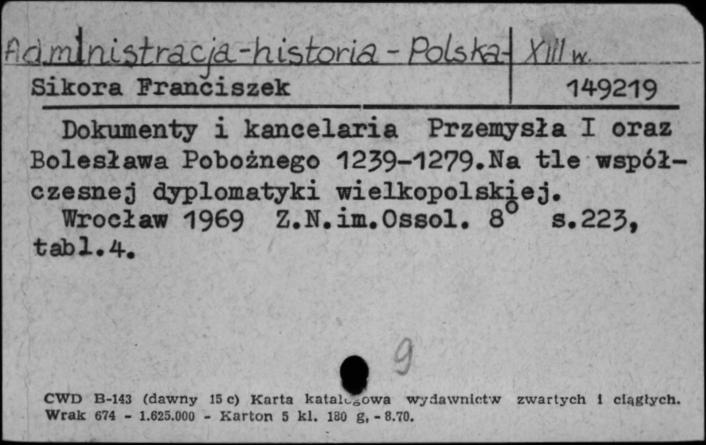 Administracja-historia - Polska- XIII w.
Sikora Franciszek 149219
Dokumenty i kancelaria Przemysła I oraz
Bolesława Pobożnego 1239-1279.Na tle współ-
czesnej dyplomatyki wielkopolskiej.
Wrocław 1969 Z.N.im.Ossol. 8° s.223,
tabl.4.
9
CWD B-143 (dawny 15 c) Karta katalogowa wydawnictw zwartych i ciągłych.
Wrak 674 - 1.625.000 - Karton 5 kl. 180 g, - 8.70.